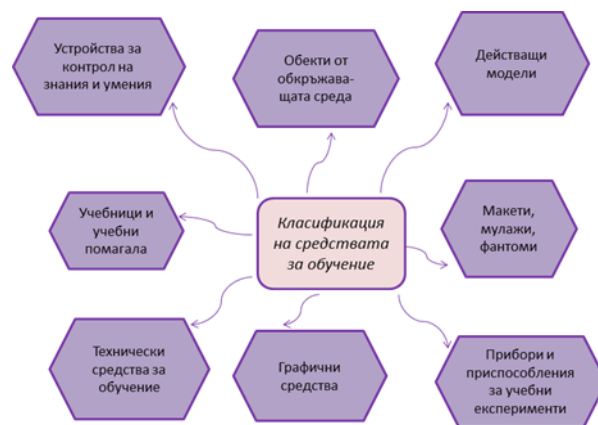 Устройства за
контрол на
знания и умения
Обекти от
обкръжава-
щата среда
Действащи
модели
Учебници и
учебни
помагала
Класификация
на средствата
за обучение
Макети,
мулажи,
фантоми
Технически
средства за
обучение
Графични
средства
Прибори и
приспособления
за учебни
експерименти